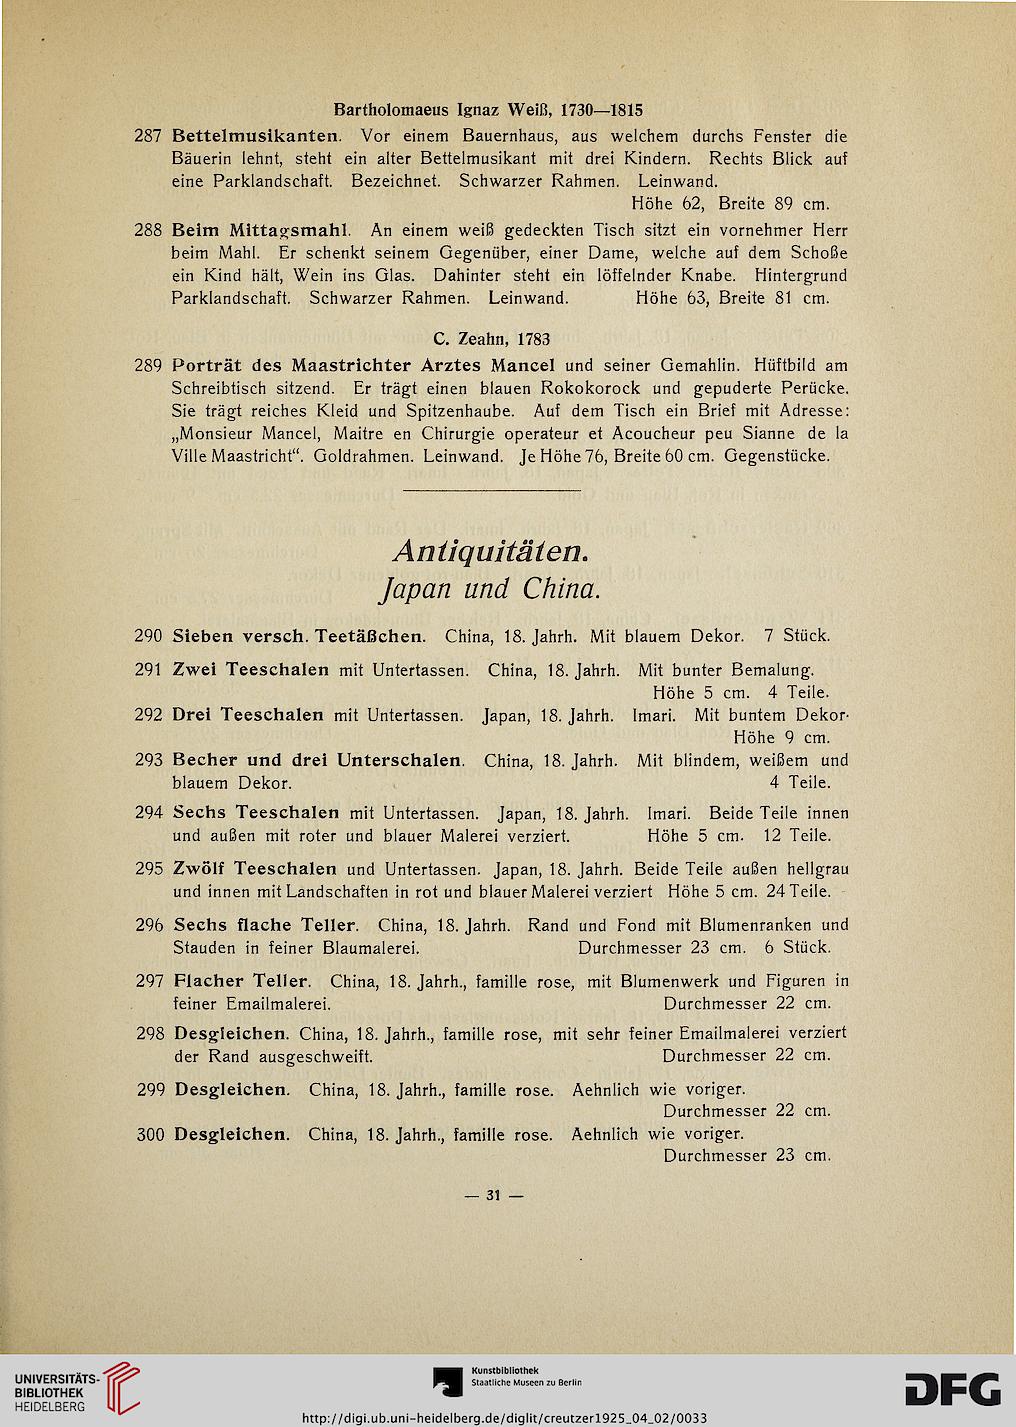 Bartholomaeus Ignaz Weiß, 1730—1815
287 Bettelmusikanten. Vor einem Bauernhaus, aus welchem durchs Fenster die
Bäuerin lehnt, steht ein alter Bettelmusikant mit drei Kindern. Rechts Blick auf
eine Parklandschaft. Bezeichnet. Schwarzer Rahmen. Leinwand.
Höhe 62, Breite 89 cm.
288 Beim Mittagsmahl. An einem weiß gedeckten Tisch sitzt ein vornehmer Herr
beim Mahl. Er schenkt seinem Gegenüber, einer Dame, welche auf dem Schoße
ein Kind hält, Wein ins Glas. Dahinter steht ein löffelnder Knabe. Hintergrund
Parklandschaft. Schwarzer Rahmen. Leinwand. Höhe 63, Breite 81 cm.
C. Zeahn, 1783
289 Porträt des Maastrichter Arztes Mancel und seiner Gemahlin. Hüftbild am
Schreibtisch sitzend. Er trägt einen blauen Rokokorock und gepuderte Perücke.
Sie trägt reiches Kleid und Spitzenhaube. Auf dem Tisch ein Brief mit Adresse:
„Monsieur Mancel, Maitre en Chirurgie operateur et Acoucheur peu Sianne de la
Ville Maastricht“. Goldrahmen. Leinwand. Je Höhe 76, Breite 60 cm. Gegenstücke.
Antiquitäten.
Japan und China.
290 Sieben versch. Teetäßchen. China, 18. Jahrh. Mit blauem Dekor. 7 Stück.
291 Zwei Teeschalen mit Untertassen. China, 18. Jahrh. Mit bunter Bemalung.
Höhe 5 cm. 4 Teile.
292 Drei Teeschalen mit Untertassen. Japan, 18. Jahrh. Imari. Mit buntem Dekor.
Höhe 9 cm.
293 Becher und drei Unterschalen. China, 18. Jahrh. Mit blindem, weißem und
blauem Dekor. 4 Teile.
294 Sechs Teeschalen mit Untertassen. Japan, 18. Jahrh. Imari. Beide Teile innen
und außen mit roter und blauer Malerei verziert. Höhe 5 cm. 12 Teile.
295 Zwölf Teeschalen und Untertassen. Japan, 18. Jahrh. Beide Teile außen hellgrau
und innen mit Landschaften in rot und blauer Malerei verziert Höhe 5 cm. 24 Teile.
296 Sechs flache Teller. China, 18. Jahrh. Rand und Fond mit Blumenranken und
Stauden in feiner Blaumalerei. Durchmesser 23 cm. 6 Stück.
297 Flacher Teller. China, 18. Jahrh., famille rose, mit Blumenwerk und Figuren in
feiner Emailmalerei. Durchmesser 22 cm.
298 Desgleichen. China, 18. Jahrh., famille rose, mit sehr feiner Emailmalerei verziert
der Rand ausgeschweift. Durchmesser 22 cm.
299 Desgleichen. China, 18. Jahrh., famille rose. Aehnlich wie voriger.
Durchmesser 22 cm.
300 Desgleichen. China, 18. Jahrh., famille rose. Aehnlich wie voriger.
Durchmesser 23 cm.
— 31 —
UNIVERSITÄTS-
BIBLIOTHEK
HEIDELBERG
Kunstbibliothek
Staatliche Museen zu Berlin
DFG
http://digi.ub.uni-heidelberg.de/diglit/creutzer1925_04_02/0033